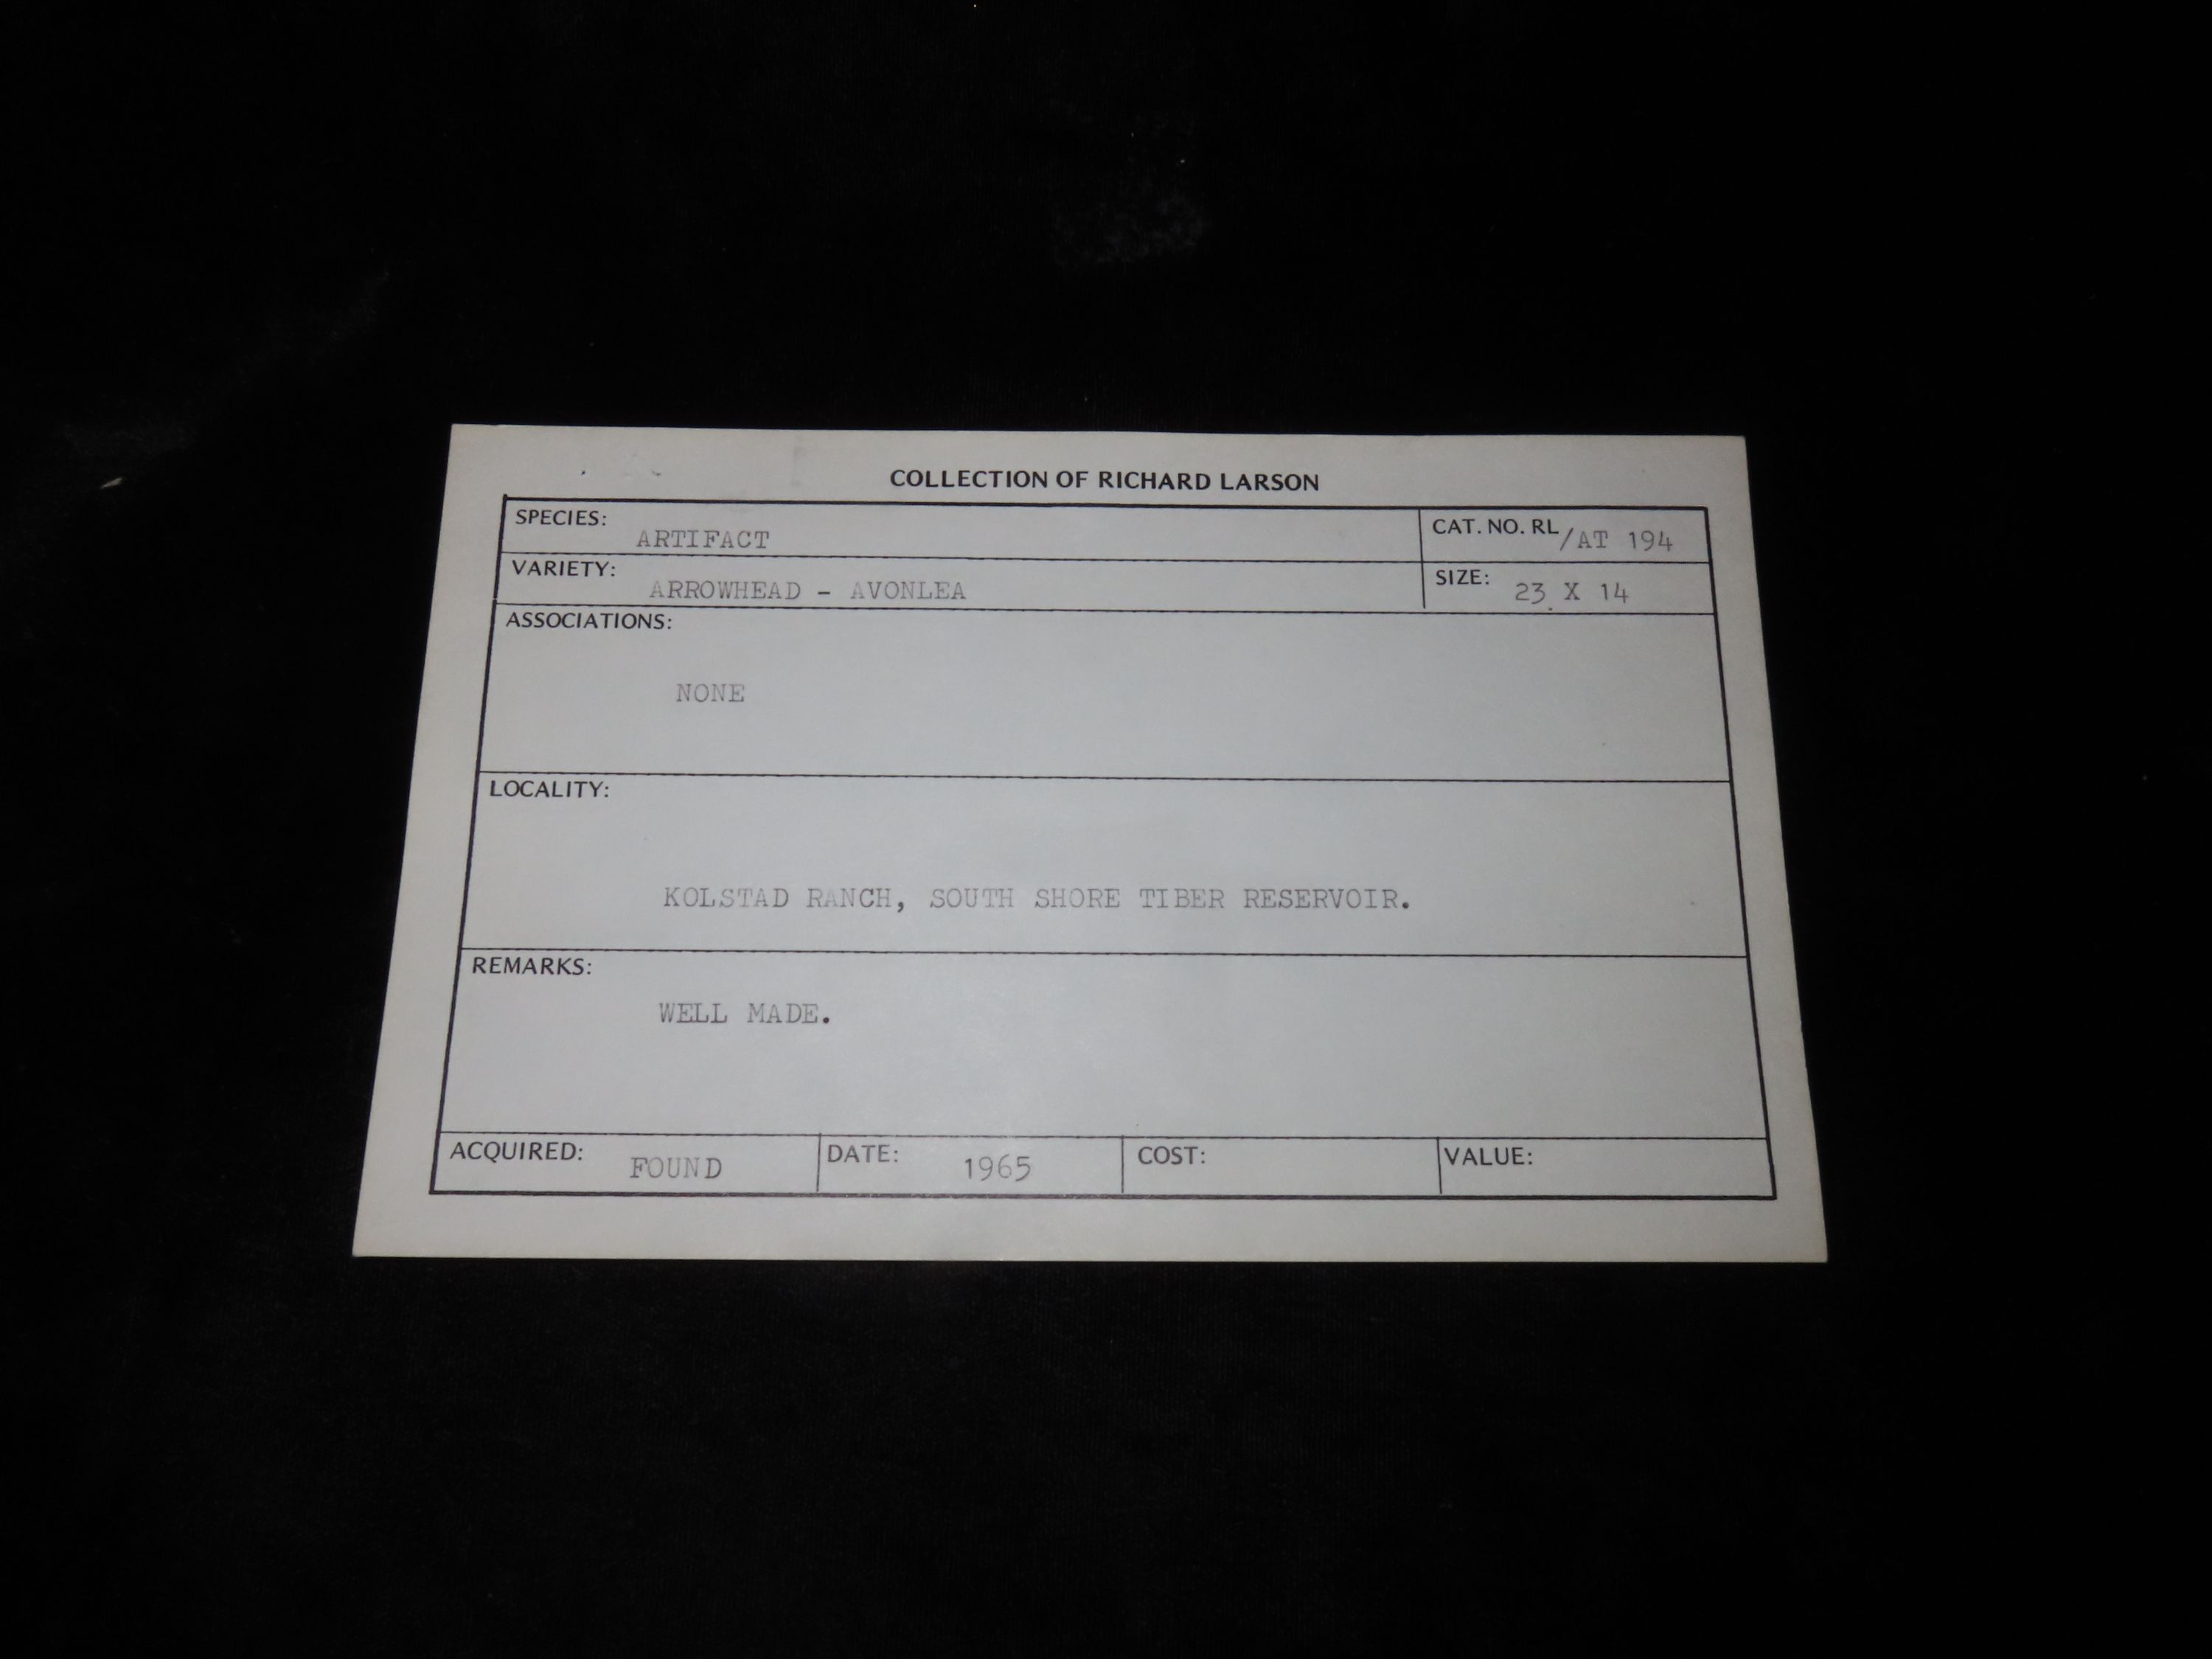 COLLECTION OF RICHARD LARSON
SPECIES: ARTIFACT
CAT. NO. RL/AT 194
VARIETY: ARROWHEAD - AVONLEA
SIZE: 23 X 14
ASSOCIATIONS:
NONE
LOCALITY:
KOLSTAD RANCH, SOUTH SHORE TIBER RESERVOIR.
REMARKS:
WELL MADE.
ACQUIRED: FOUND
DATE: 1965
COST:
VALUE: